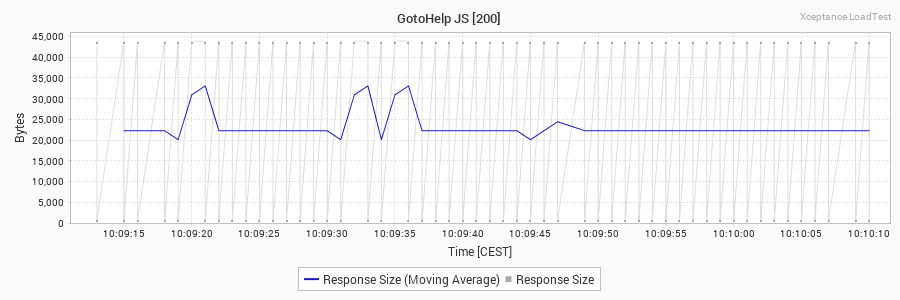 GotoHelp JS [200]
Xceptance LoadTest
45,000
40,000
35,000
30,000
25,000
20,000
15,000
10,000
5,000
0
Bytes
10:09:15 10:09:20 10:09:25 10:09:30 10:09:35 10:09:40 10:09:45 10:09:50 10:09:55 10:10:00 10:10:05 10:10:10
Time [CEST]
Response Size (Moving Average) Response Size